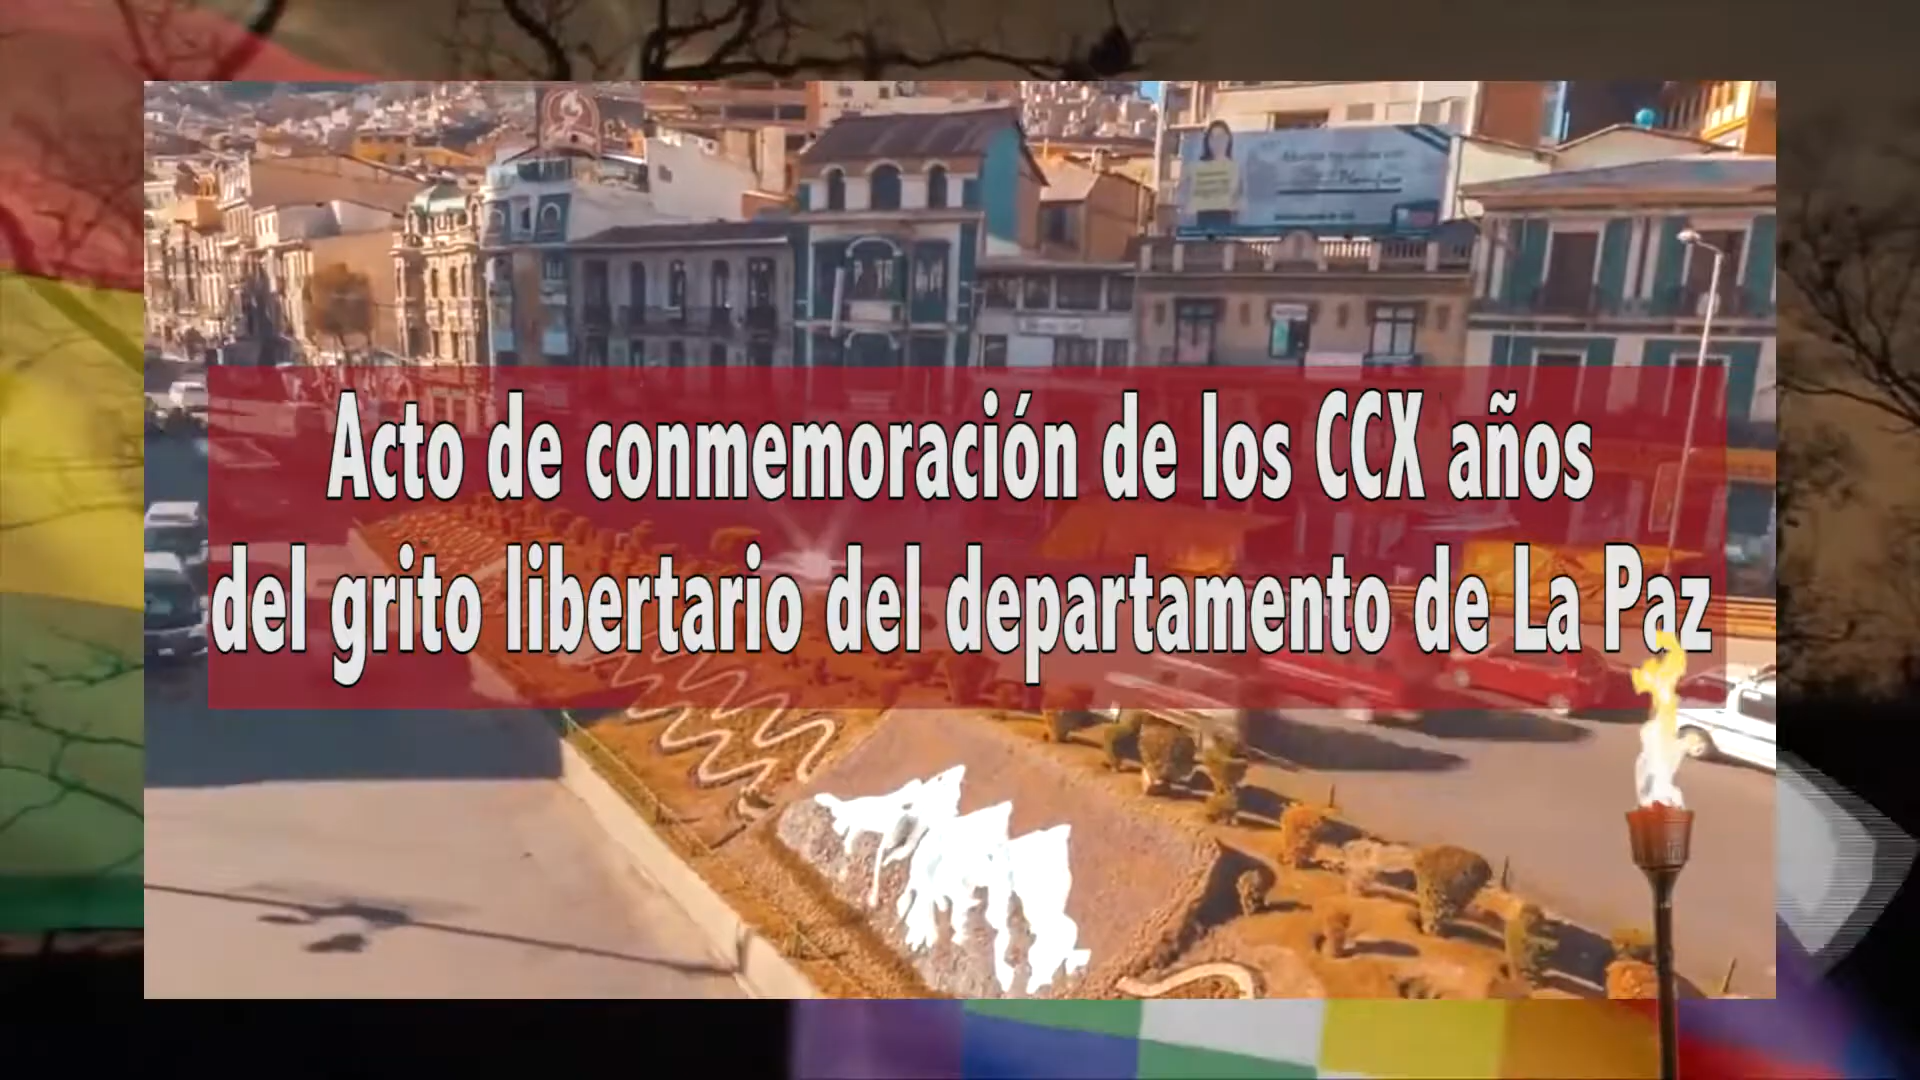 Acto de conmemoración de los CCX años
del grito libertario del departamento de La Paz